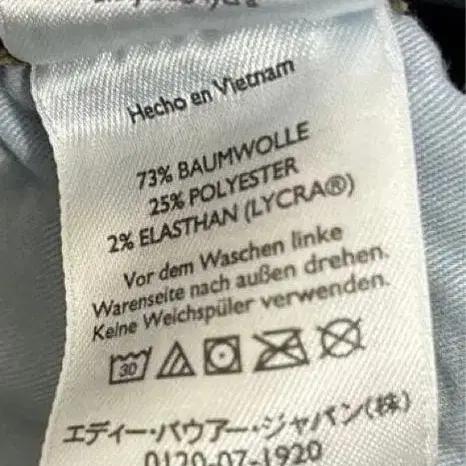 Hecho en Vietnam
73% BAUMWOLLE
25% POLYESTER
2% ELASTHAN (LYCRA®)
Vor dem Waschen linke
Warenseite nach außen drehen.
Keine Weichspüler verwenden.
30
エディー・バウアー・ジャパン(株)
0120-07-1920